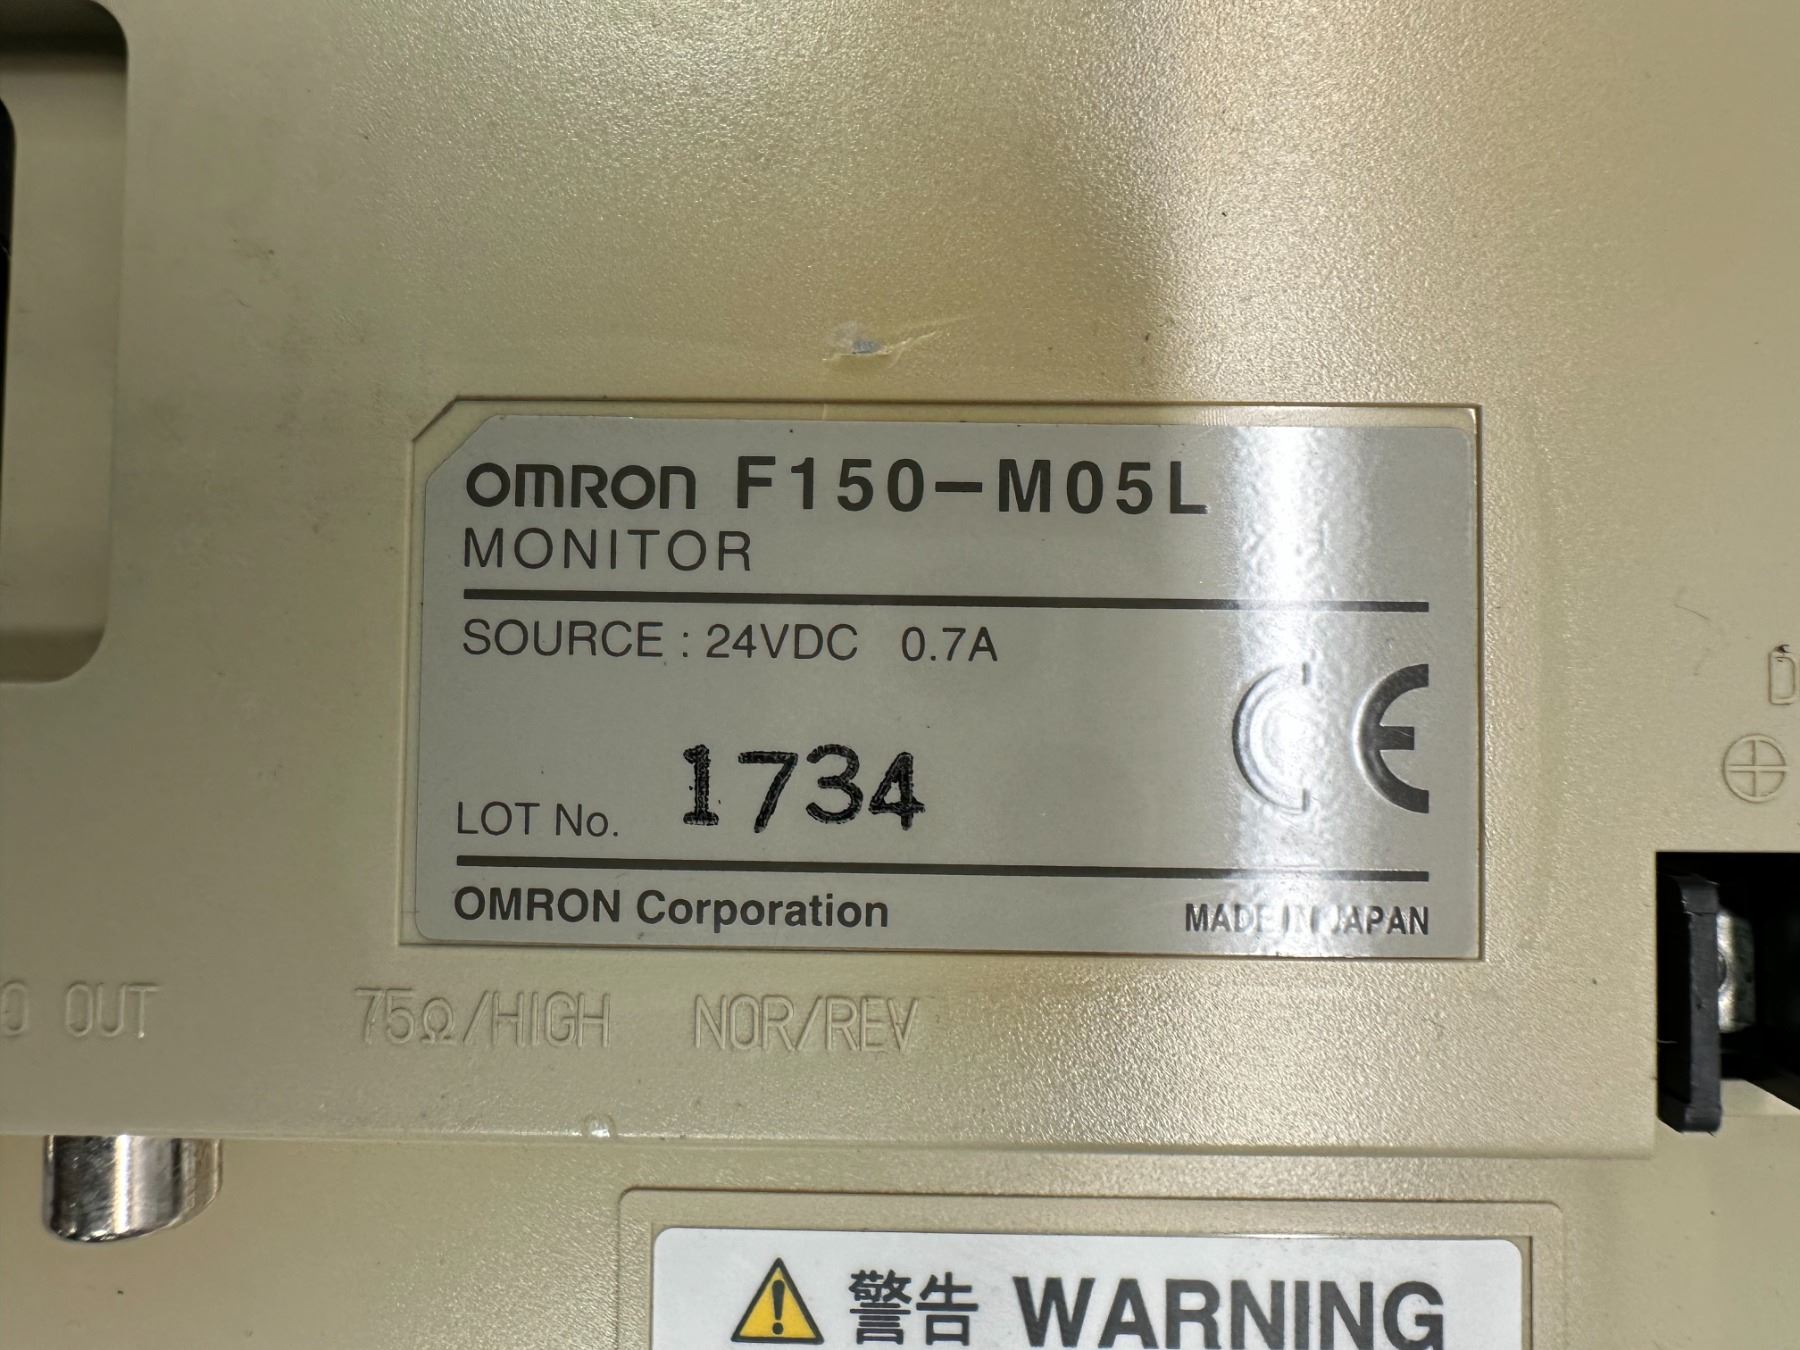 OMRON F150-M05L
MONITOR
SOURCE : 24VDC 0.7A
CE
LOT No. 1734
OMRON Corporation
MADE IN JAPAN
OUT 75Ω/HIGH NOR/REV
警告 WARNING